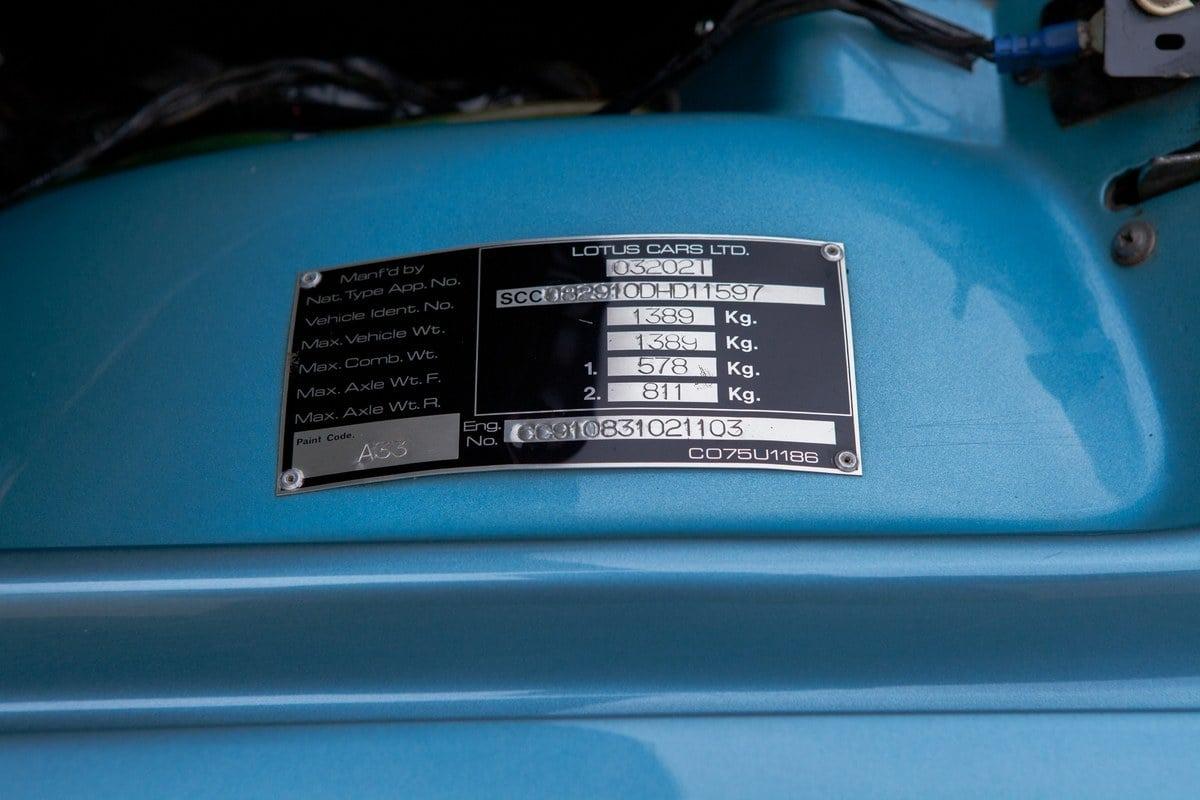 Manf'd by LOTUS CARS LTD.
Nat. Type App. No. 032021
Vehicle Ident. No. SCC082910DHD11597
Max. Vehicle Wt. 1389 Kg.
Max. Comb. Wt. 1389 Kg.
Max. Axle Wt. F. 1. 578 Kg.
Max. Axle Wt. R. 2. 811 Kg.
Paint Code. A33
Eng. No. CC910831021103
CO75U1186